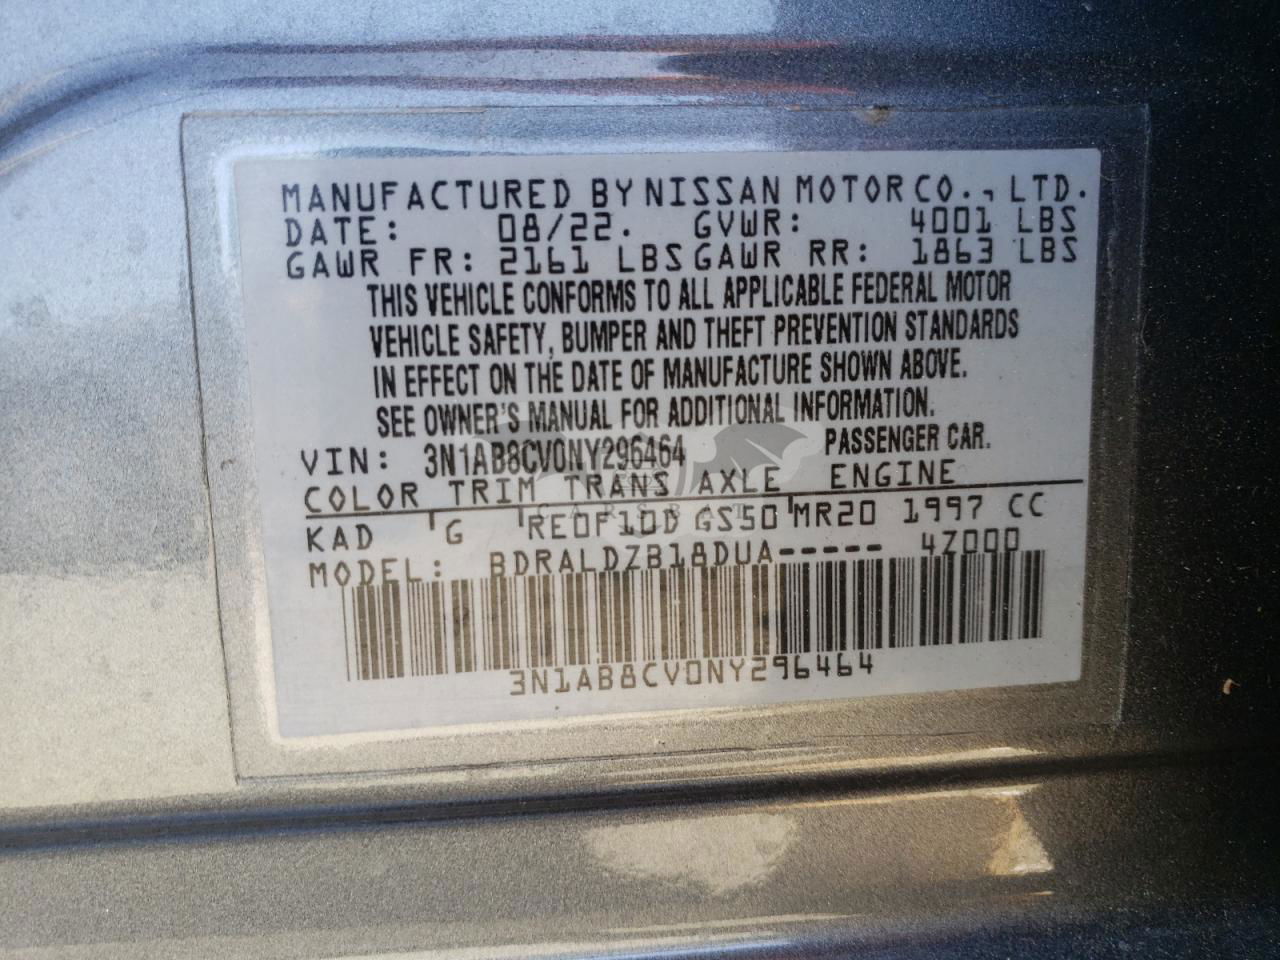 MANUFACTURED BY NISSAN MOTOR CO., LTD.
DATE: 08/22. GVWR: 4001 LBS
GAWR FR: 2161 LBS GAWR RR: 1863 LBS
THIS VEHICLE CONFORMS TO ALL APPLICABLE FEDERAL MOTOR
VEHICLE SAFETY, BUMPER AND THEFT PREVENTION STANDARDS
IN EFFECT ON THE DATE OF MANUFACTURE SHOWN ABOVE.
SEE OWNER'S MANUAL FOR ADDITIONAL INFORMATION.
VIN: 3N1AB8CV0NY296464 PASSENGER CAR.
COLOR TRIM TRANS AXLE ENGINE
KAD G RE0F10D GS50 MR20 1997 CC
MODEL: BDRALDZB18DUA----- 4Z000
3N1AB8CV0NY296464